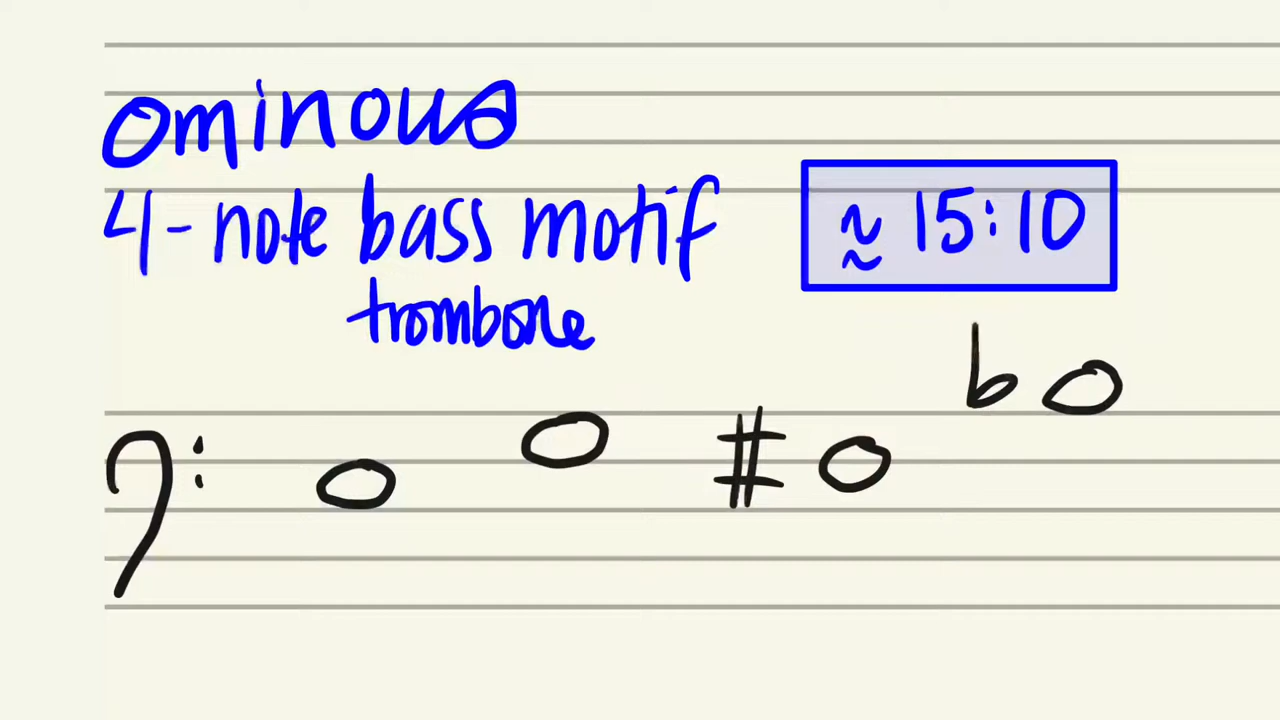 ominous
4-note bass motif
≈ 15:10
trombone